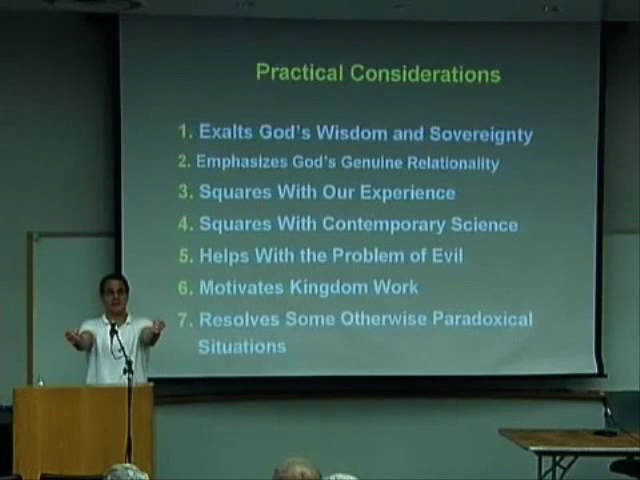 Practical Considerations
1. Exalts God's Wisdom and Sovereignty
2. Emphasizes God's Genuine Relationality
3. Squares With Our Experience
4. Squares With Contemporary Science
5. Helps With the Problem of Evil
6. Motivates Kingdom Work
7. Resolves Some Otherwise Paradoxical
Situations